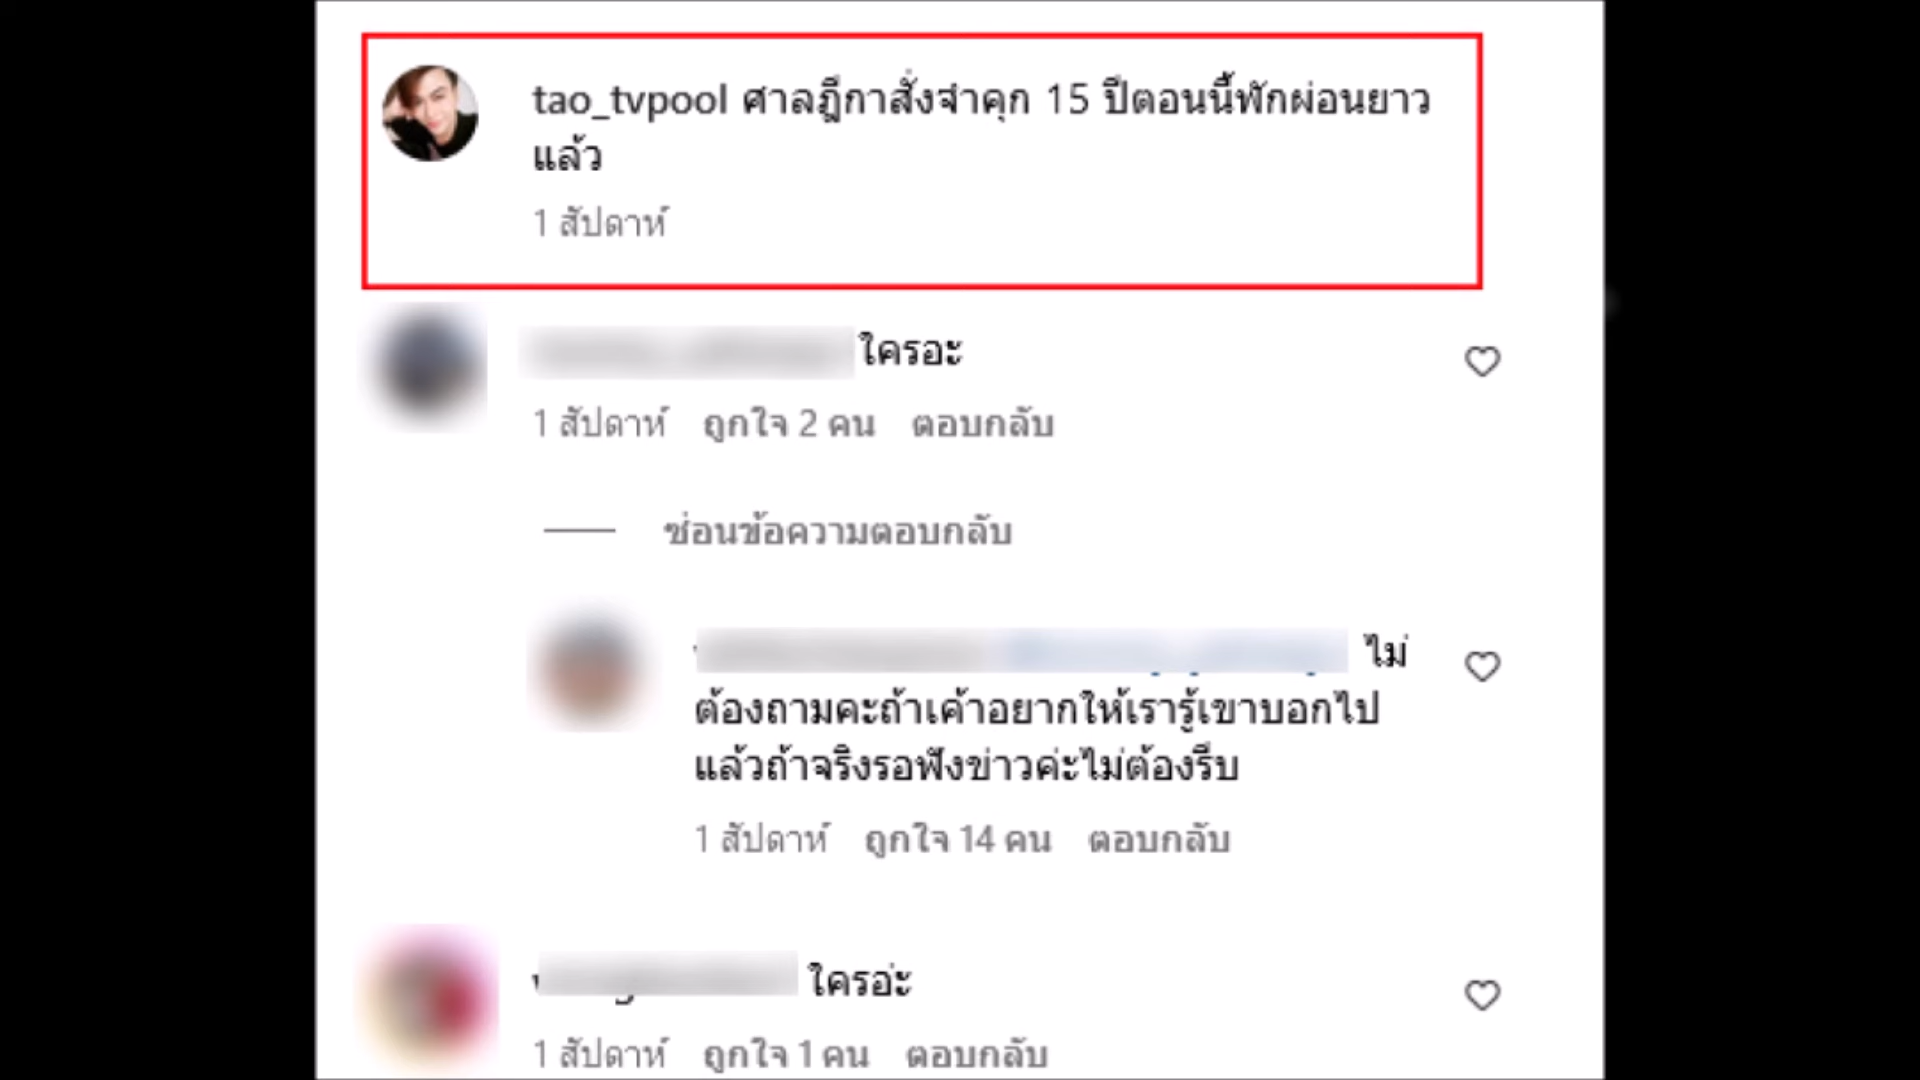 tao_tvpool ศาลฎีกาสั่งจำคุก 15 ปีตอนนี้พักผ่อนยาว
แล้ว
1 สัปดาห์
ใครอะ
1 สัปดาห์ ถูกใจ 2 คน ตอบกลับ
ซ่อนข้อความตอบกลับ
ไม่
ต้องถามคะถ้าเค้าอยากให้เรารู้เขาบอกไป
แล้วถ้าจริงรอฟังข่าวค่ะไม่ต้องรีบ
1 สัปดาห์ ถูกใจ 14 คน ตอบกลับ
ใครอ่ะ
1 สัปดาห์ ถูกใจ 1 คน ตอบกลับ